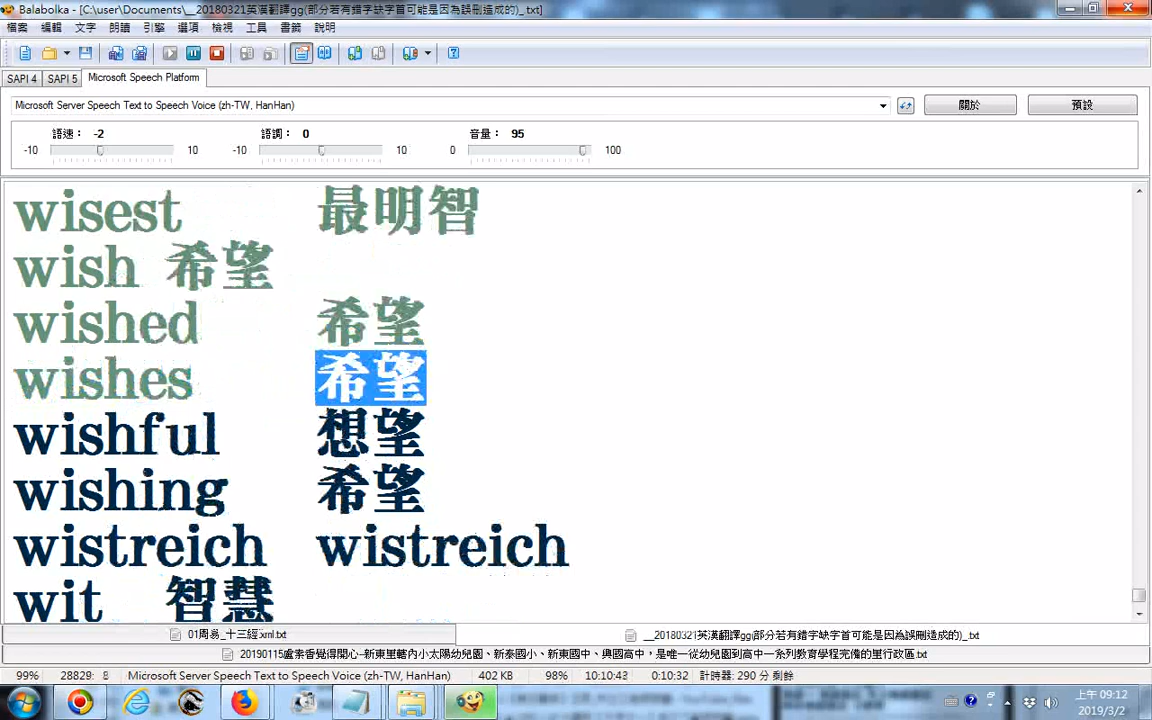 Balabolka - [C:\user\Documents\__20180321英漢翻譯gg(部分若有錯字缺字首可能是因為誤刪造成的)_.txt]
檔案 編輯 文字 朗讀 引擎 選項 檢視 工具 書籤 說明
SAPI 4 SAPI 5 Microsoft Speech Platform
Microsoft Server Speech Text to Speech Voice (zh-TW, HanHan) 關於 預設
語速： -2 語調： 0 音量： 95
-10 10 -10 10 0 100
wisest 最明智
wish 希望
wished 希望
wishes 希望
wishful 想望
wishing 希望
wistreich wistreich
wit 智慧
01周易_十三經.xml.txt __20180321英漢翻譯gg(部分若有錯字缺字首可能是因為誤刪造成的)_.txt
20190115盧素香覺得開心-新東里轄內小太陽幼兒園、新泰國小、新東國中、興國高中，是唯一從幼兒園到高中一系列教育學程完備的里行政區.txt
99% 28829: 8 Microsoft Server Speech Text to Speech Voice (zh-TW, HanHan) 402 KB 98% 10:10:43 0:10:32 計時器: 290 分 剩餘
上午 09:12
2019/3/2